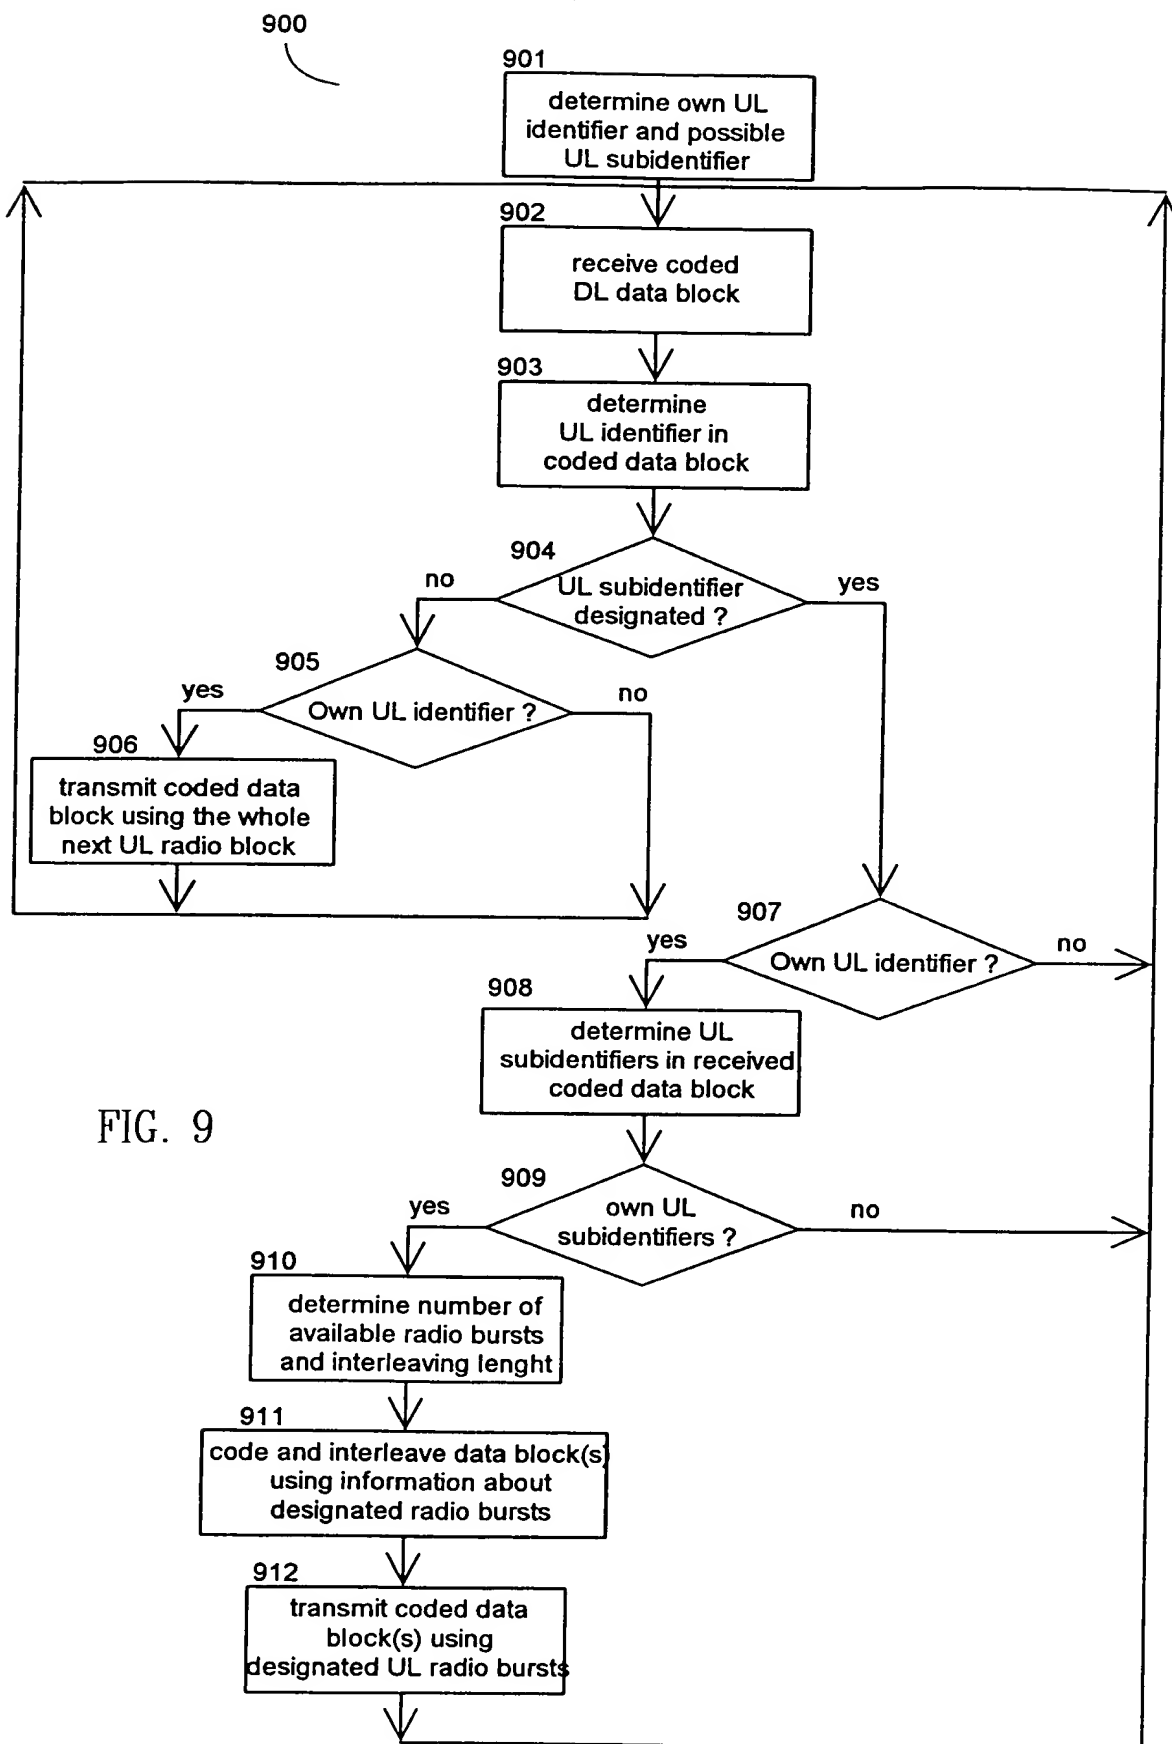 900
901
determine own UL
identifier and possible
UL subidentifier
902
receive coded
DL data block
903
determine
UL identifier in
coded data block
904
no
UL subidentifier
designated ?
yes
905
yes
Own UL identifier ?
no
906
transmit coded data
block using the whole
next UL radio block
907
yes
Own UL identifier ?
no
908
determine UL
subidentifiers in received
coded data block
FIG. 9
909
yes
own UL
subidentifiers ?
no
910
determine number of
available radio bursts
and interleaving lenght
911
code and interleave data block(s)
using information about
designated radio bursts
912
transmit coded data
block(s) using
designated UL radio bursts